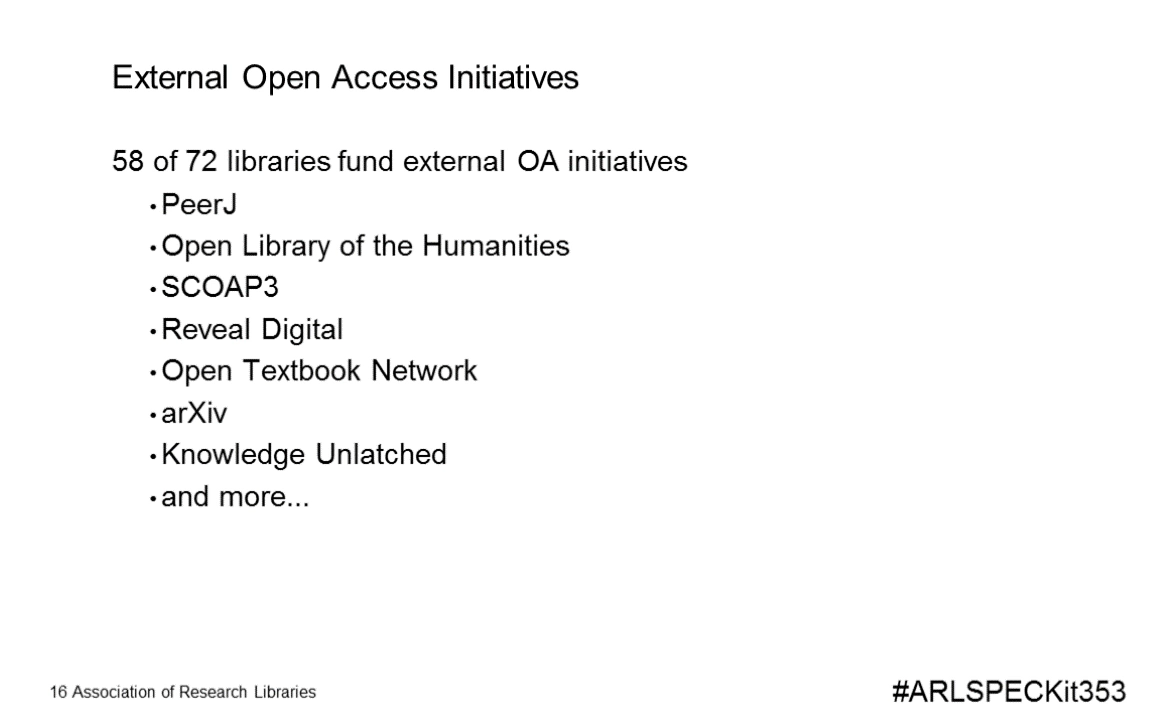 External Open Access Initiatives
58 of 72 libraries fund external OA initiatives
•PeerJ
•Open Library of the Humanities
•SCOAP3
•Reveal Digital
•Open Textbook Network
•arXiv
•Knowledge Unlatched
•and more...
16 Association of Research Libraries
#ARLSPECKit353